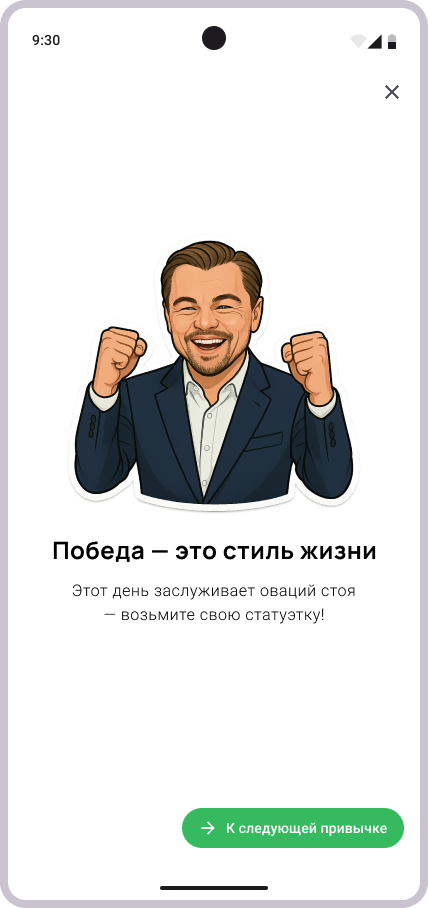 9:30
Победа — это стиль жизни
Этот день заслуживает оваций стоя
— возьмите свою статуэтку!
К следующей привычке